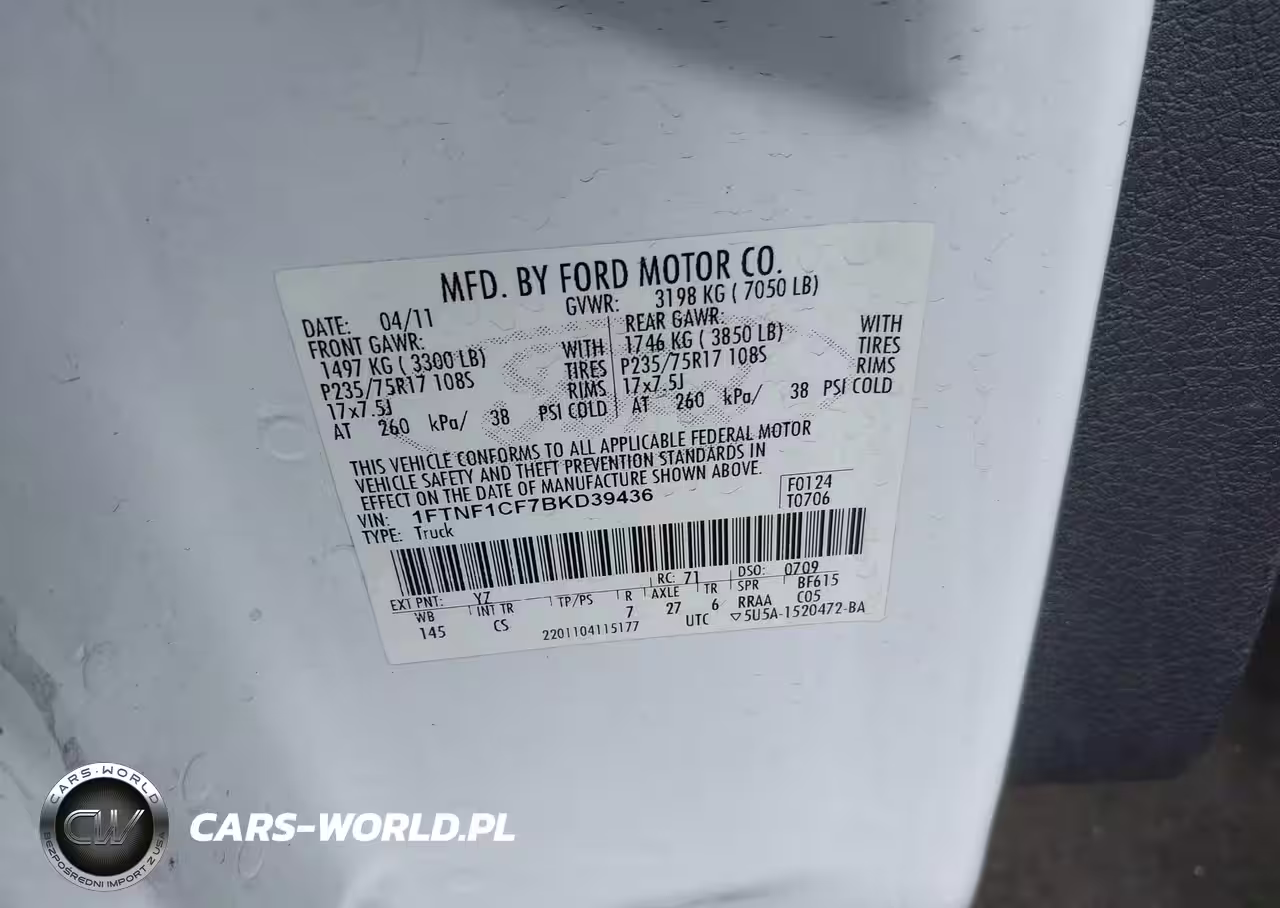 MFD. BY FORD MOTOR CO.
DATE: 04/11
GVWR: 3198 KG ( 7050 LB)
FRONT GAWR:
1497 KG ( 3300 LB)
P235/75R17 108S
17x7.5J
WITH
TIRES
RIMS
AT 260 kPa/ 38 PSI COLD
REAR GAWR:
1746 KG ( 3850 LB)
P235/75R17 108S
17x7.5J
WITH
TIRES
RIMS
AT 260 kPa/ 38 PSI COLD
THIS VEHICLE CONFORMS TO ALL APPLICABLE FEDERAL MOTOR
VEHICLE SAFETY AND THEFT PREVENTION STANDARDS IN
EFFECT ON THE DATE OF MANUFACTURE SHOWN ABOVE.
VIN: 1FTNF1CF7BKD39436
TYPE: Truck
F0124
T0706
EXT PNT: YZ RC: 71 DSO: 0709
WB INT TR TP/PS R AXLE TR SPR BF615
145 CS 7 27 6 RRAA C05
2201104115177 UTC ▽5U5A-1520472-BA
CARS-WORLD
CW
BEZPOŚREDNI IMPORT Z USA
CARS-WORLD.PL